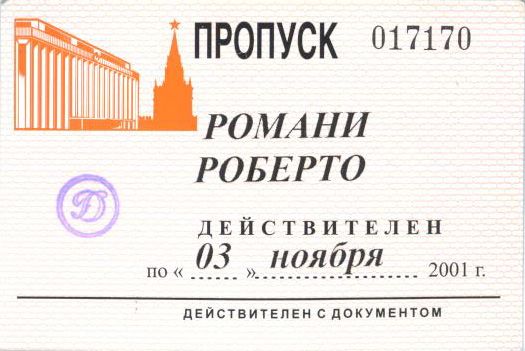 ПРОПУСК 017170
РОМАНИ
РОБЕРТО
ДЕЙСТВИТЕЛЕН
по « 03 » ноября 2001 г.
ДЕЙСТВИТЕЛЕН С ДОКУМЕНТОМ